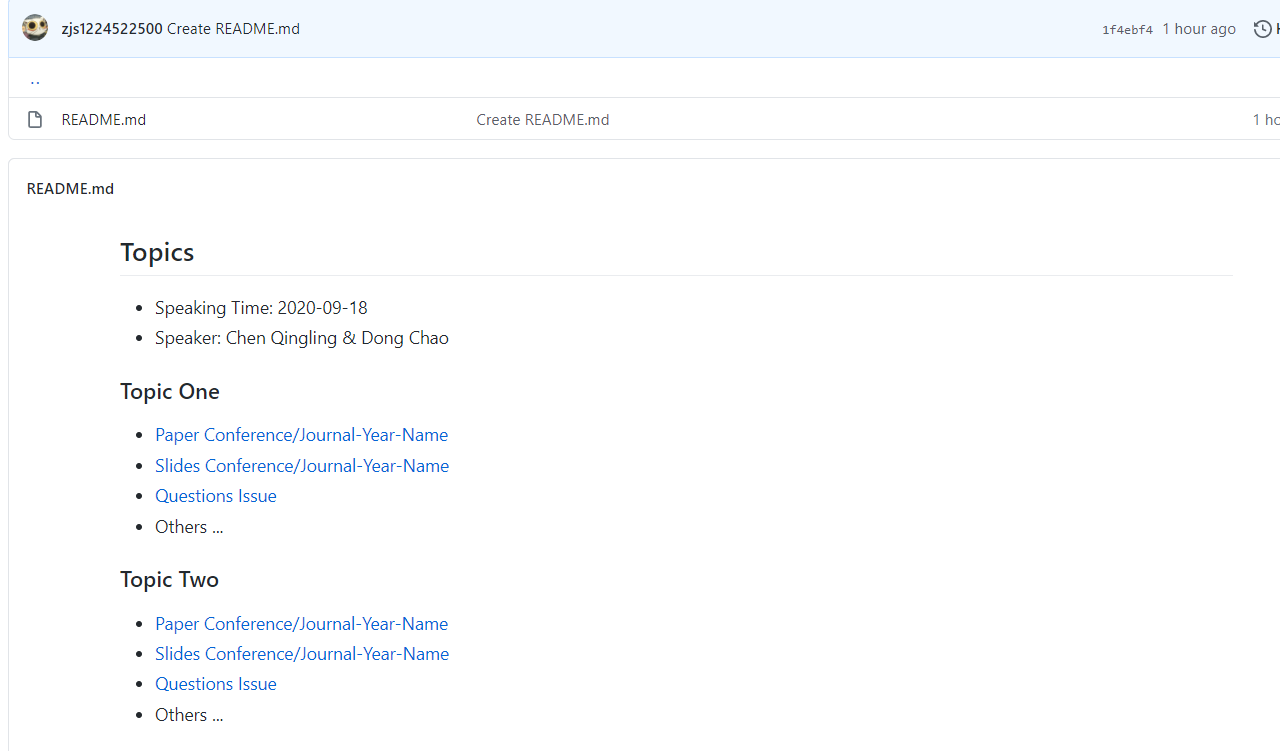 zjs1224522500 Create README.md 1f4ebf4 1 hour ago
..
README.md Create README.md 1
README.md
Topics
Speaking Time: 2020-09-18
Speaker: Chen Qingling & Dong Chao
Topic One
Paper Conference/Journal-Year-Name
Slides Conference/Journal-Year-Name
Questions Issue
Others ...
Topic Two
Paper Conference/Journal-Year-Name
Slides Conference/Journal-Year-Name
Questions Issue
Others ...